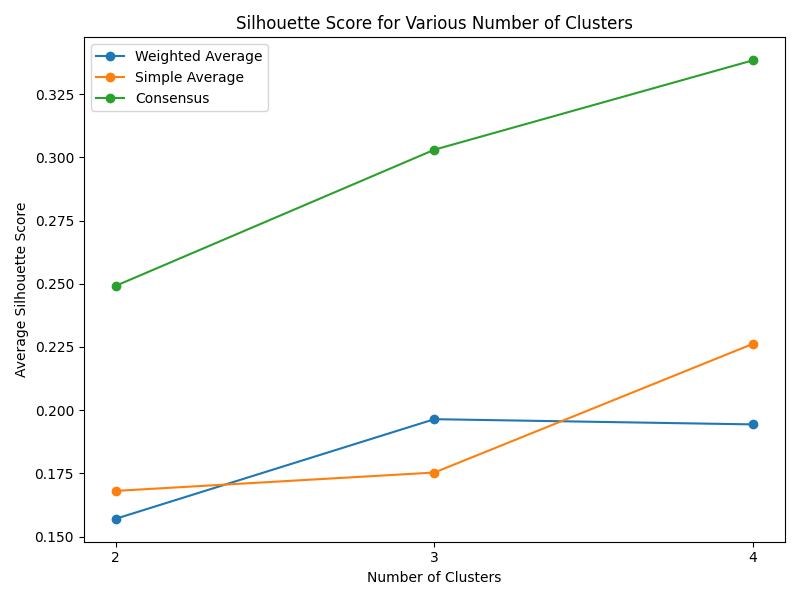 Silhouette Score for Various Number of Clusters
Weighted Average
Simple Average
Consensus
Average Silhouette Score
0.325
0.300
0.275
0.250
0.225
0.200
0.175
0.150
2
3
4
Number of Clusters